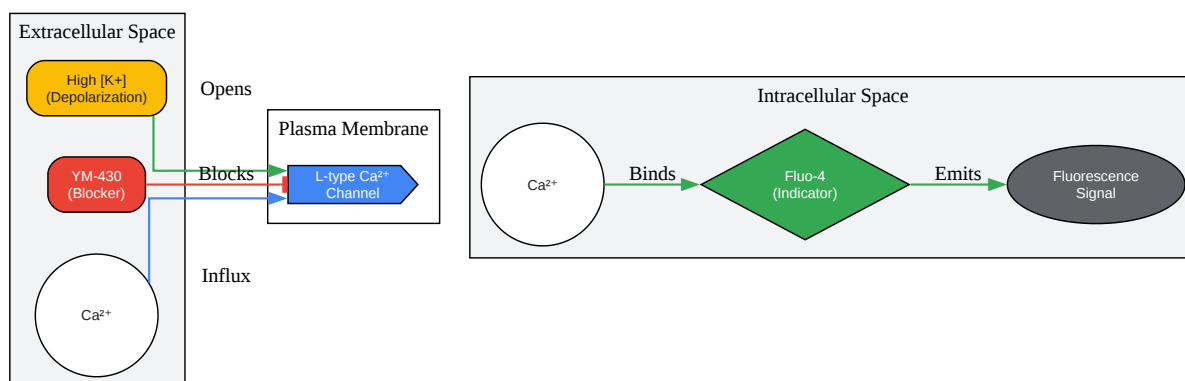 Extracellular Space
High [K+]
(Depolarization)
Opens
YM-430
(Blocker)
Blocks
Ca²⁺
Influx
Plasma Membrane
L-type Ca²⁺
Channel
Intracellular Space
Ca²⁺
Binds
Fluo-4
(Indicator)
Emits
Fluorescence
Signal